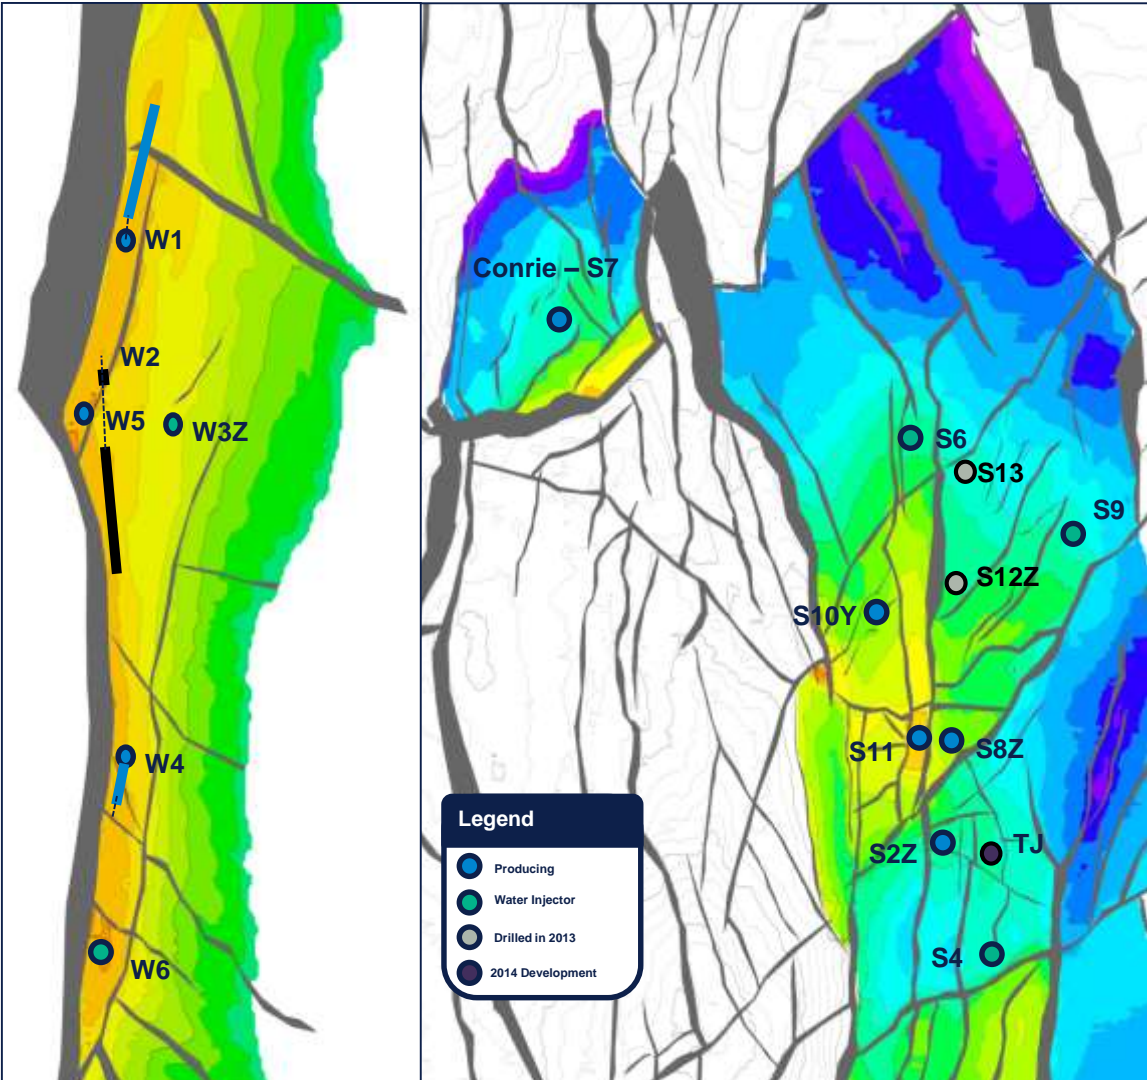 W1
W2
W5
W3Z
W4
W6
Conrie – S7
S6
S13
S9
S12Z
S10Y
S11
S8Z
S2Z
TJ
S4
Legend
Producing
Water Injector
Drilled in 2013
2014 Development